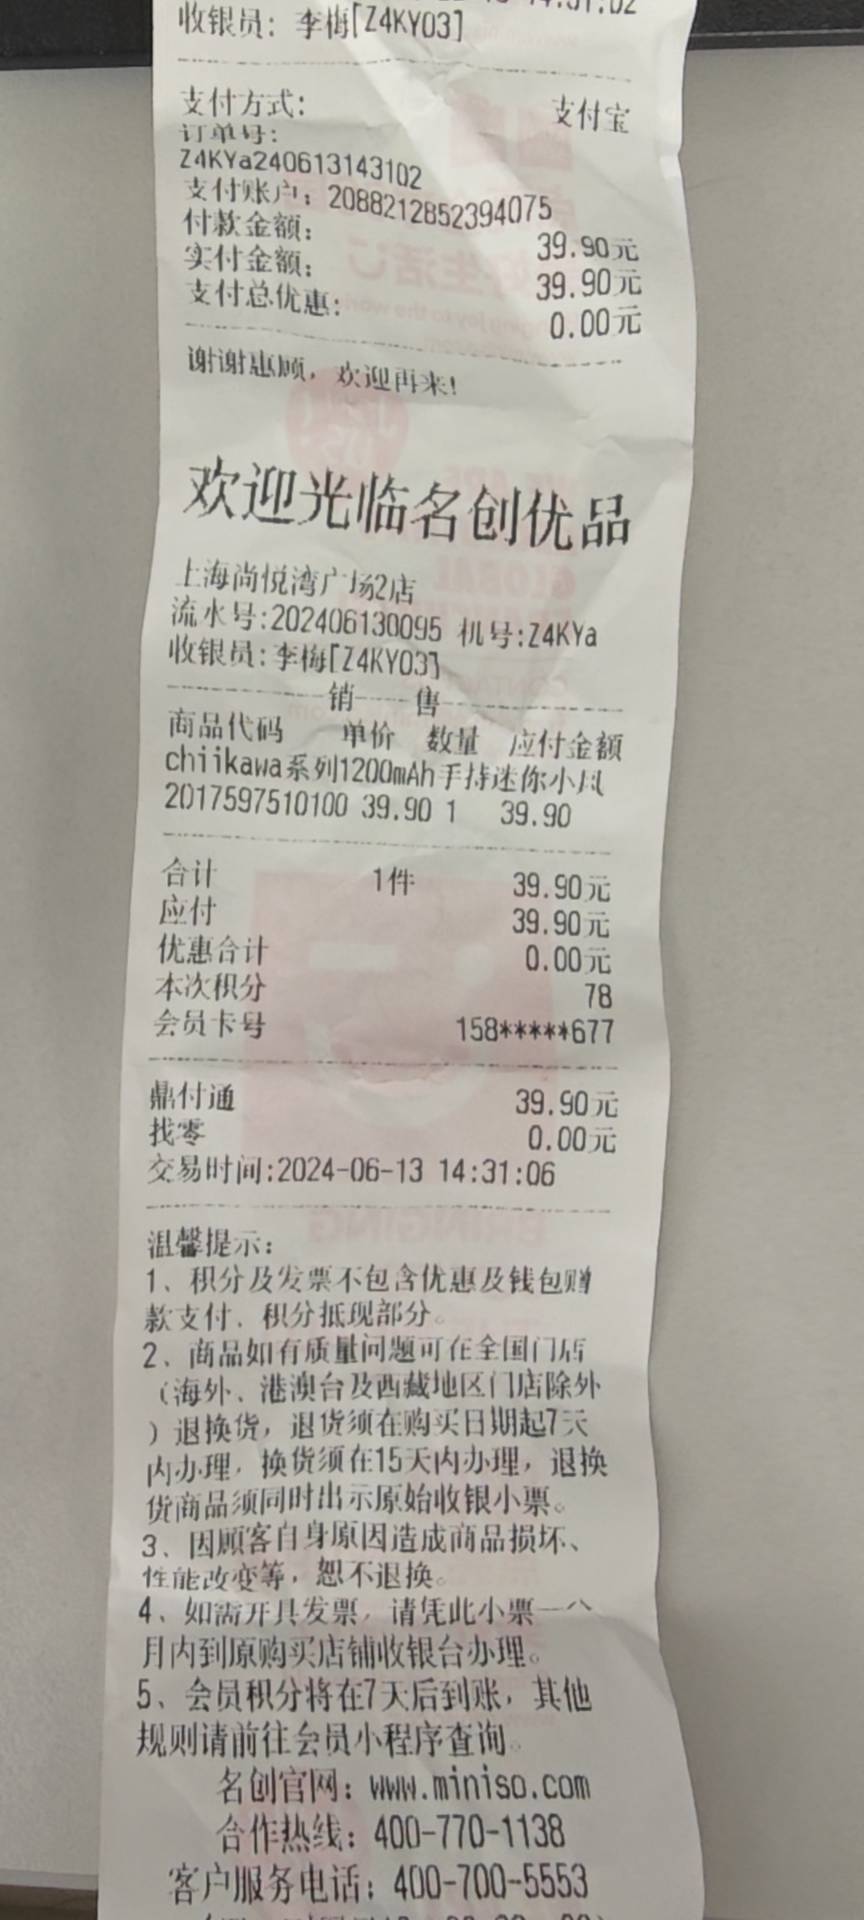 收银员: 李梅[Z4KY03]
支付方式: 支付宝
订单号:
Z4KYa240613143102
支付账户: 2088212852394075
付款金额: 39.90元
实付金额: 39.90元
支付总优惠: 0.00元
谢谢惠顾，欢迎再来!
欢迎光临名创优品
上海尚悦湾广场2店
流水号:202406130095 机号:Z4KYa
收银员:李梅[Z4KY03]
销 售
商品代码 单价 数量 应付金额
chiikawa系列1200mAh手持迷你小风
2017597510100 39.90 1 39.90
合计 1件 39.90元
应付 39.90元
优惠合计 0.00元
本次积分 78
会员卡号 158*****677
鼎付通 39.90元
找零 0.00元
交易时间:2024-06-13 14:31:06
温馨提示:
1、积分及发票不包含优惠及钱包赠
款支付、积分抵现部分。
2、商品如有质量问题可在全国门店
（海外、港澳台及西藏地区门店除外
）退换货，退货须在购买日期起7天
内办理，换货须在15天内办理，退换
货商品须同时出示原始收银小票。
3、因顾客自身原因造成商品损坏、
性能改变等，恕不退换。
4、如需开具发票，请凭此小票一个
月内到原购买店铺收银台办理。
5、会员积分将在7天后到账，其他
规则请前往会员小程序查询。
名创官网: www.miniso.com
合作热线: 400-770-1138
客户服务电话: 400-700-5553